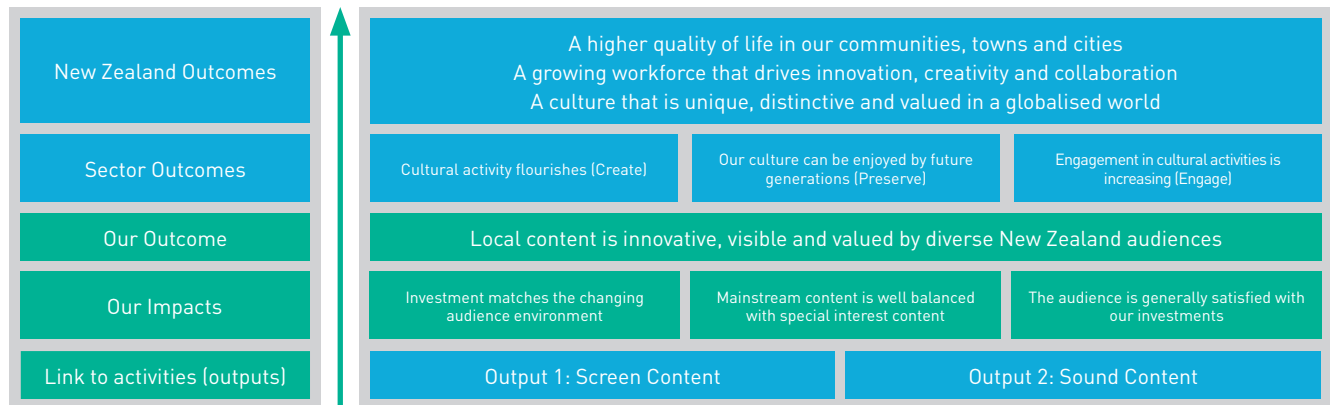 New Zealand Outcomes
A higher quality of life in our communities, towns and cities
A growing workforce that drives innovation, creativity and collaboration
A culture that is unique, distinctive and valued in a globalised world
Sector Outcomes
Cultural activity flourishes (Create)
Our culture can be enjoyed by future
generations (Preserve)
Engagement in cultural activities is
increasing (Engage)
Our Outcome
Local content is innovative, visible and valued by diverse New Zealand audiences
Our Impacts
Investment matches the changing
audience environment
Mainstream content is well balanced
with special interest content
The audience is generally satisfied with
our investments
Link to activities (outputs)
Output 1: Screen Content
Output 2: Sound Content